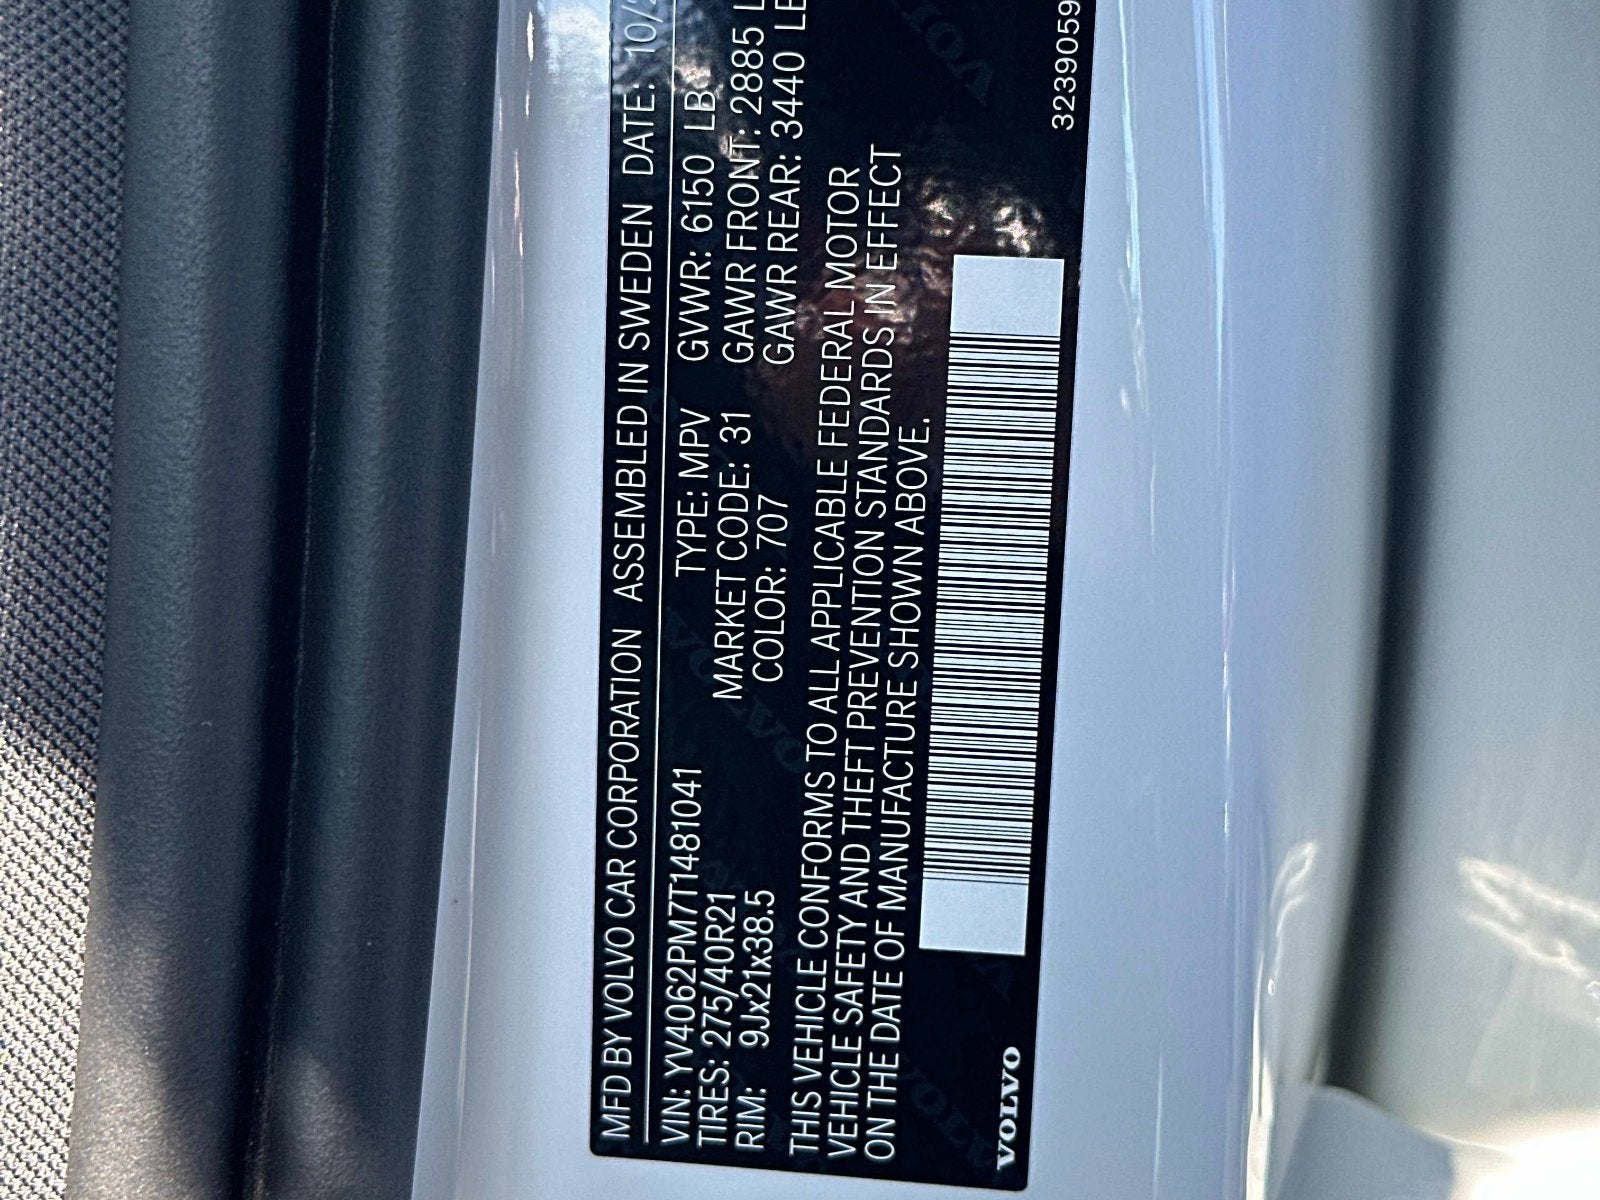 MFD BY VOLVO CAR CORPORATION ASSEMBLED IN SWEDEN DATE: 10/
VIN: YV4062PM7T1481041 TYPE: MPV GVWR: 6150 LB
TIRES: 275/40R21 MARKET CODE: 31 GAWR FRONT: 2885 L
RIM: 9Jx21x38.5 COLOR: 707 GAWR REAR: 3440 LB
THIS VEHICLE CONFORMS TO ALL APPLICABLE FEDERAL MOTOR
VEHICLE SAFETY AND THEFT PREVENTION STANDARDS IN EFFECT
ON THE DATE OF MANUFACTURE SHOWN ABOVE.
VOLVO 3239059